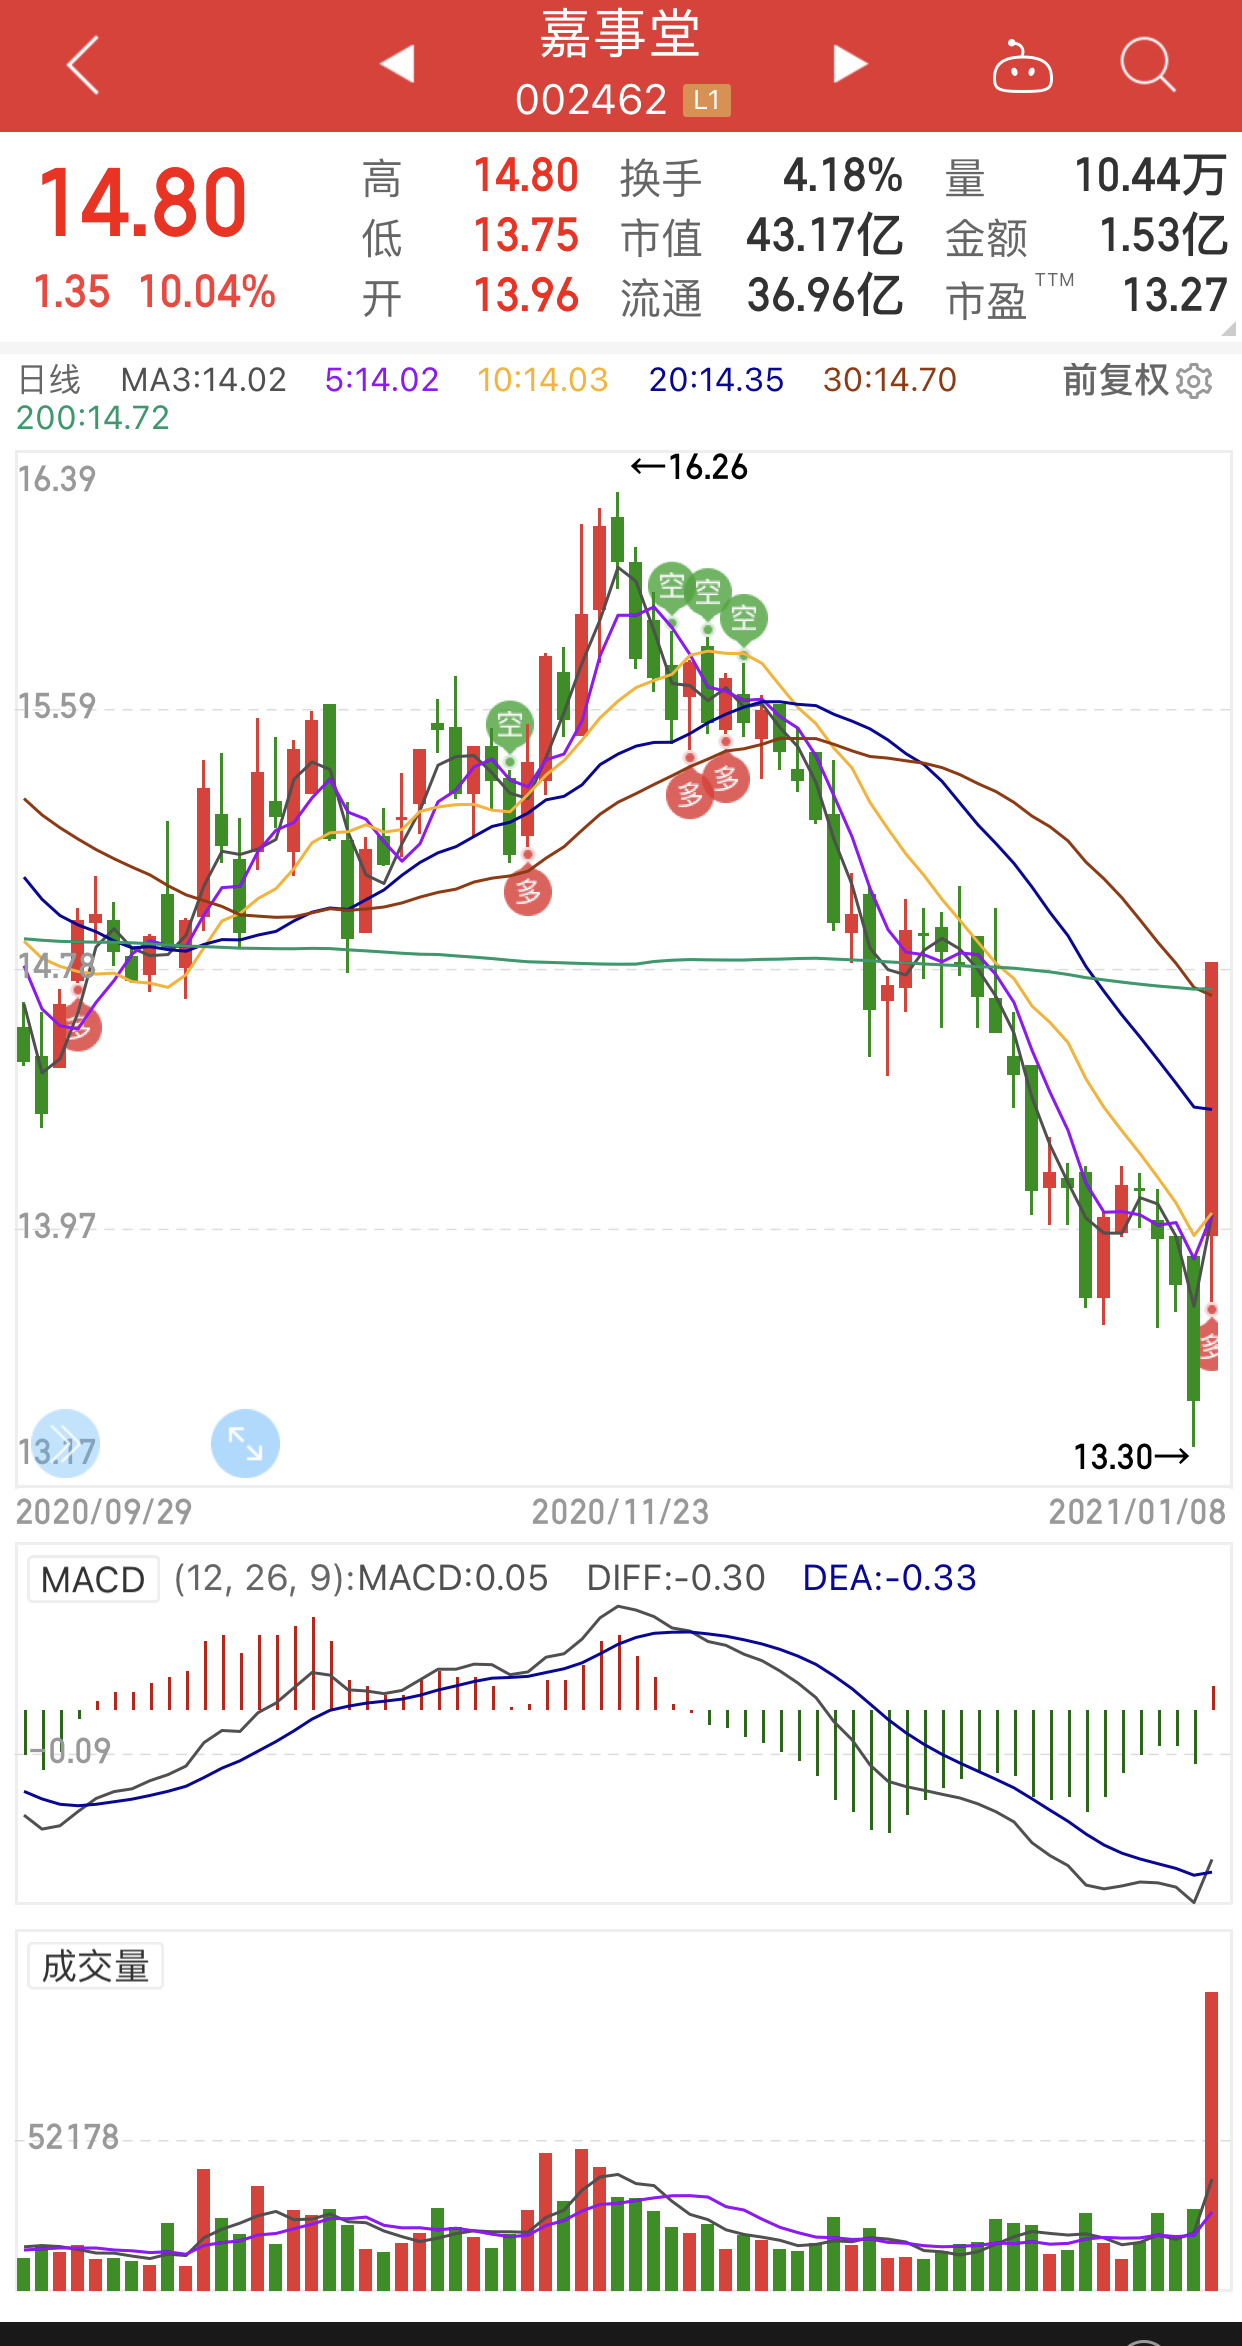 嘉事堂
002462 L1
14.80
1.35 10.04%
高 14.80 换手 4.18% 量 10.44万
低 13.75 市值 43.17亿 金额 1.53亿
开 13.96 流通 36.96亿 市盈TTM 13.27
日线 MA3:14.02 5:14.02 10:14.03 20:14.35 30:14.70 前复权
200:14.72
16.39
←16.26
空 空 空
15.59
空
多 多
多
14.78
多
13.97
多
13.17
13.30→
2020/09/29 2020/11/23 2021/01/08
MACD (12, 26, 9):MACD:0.05 DIFF:-0.30 DEA:-0.33
-0.09
成交量
52178